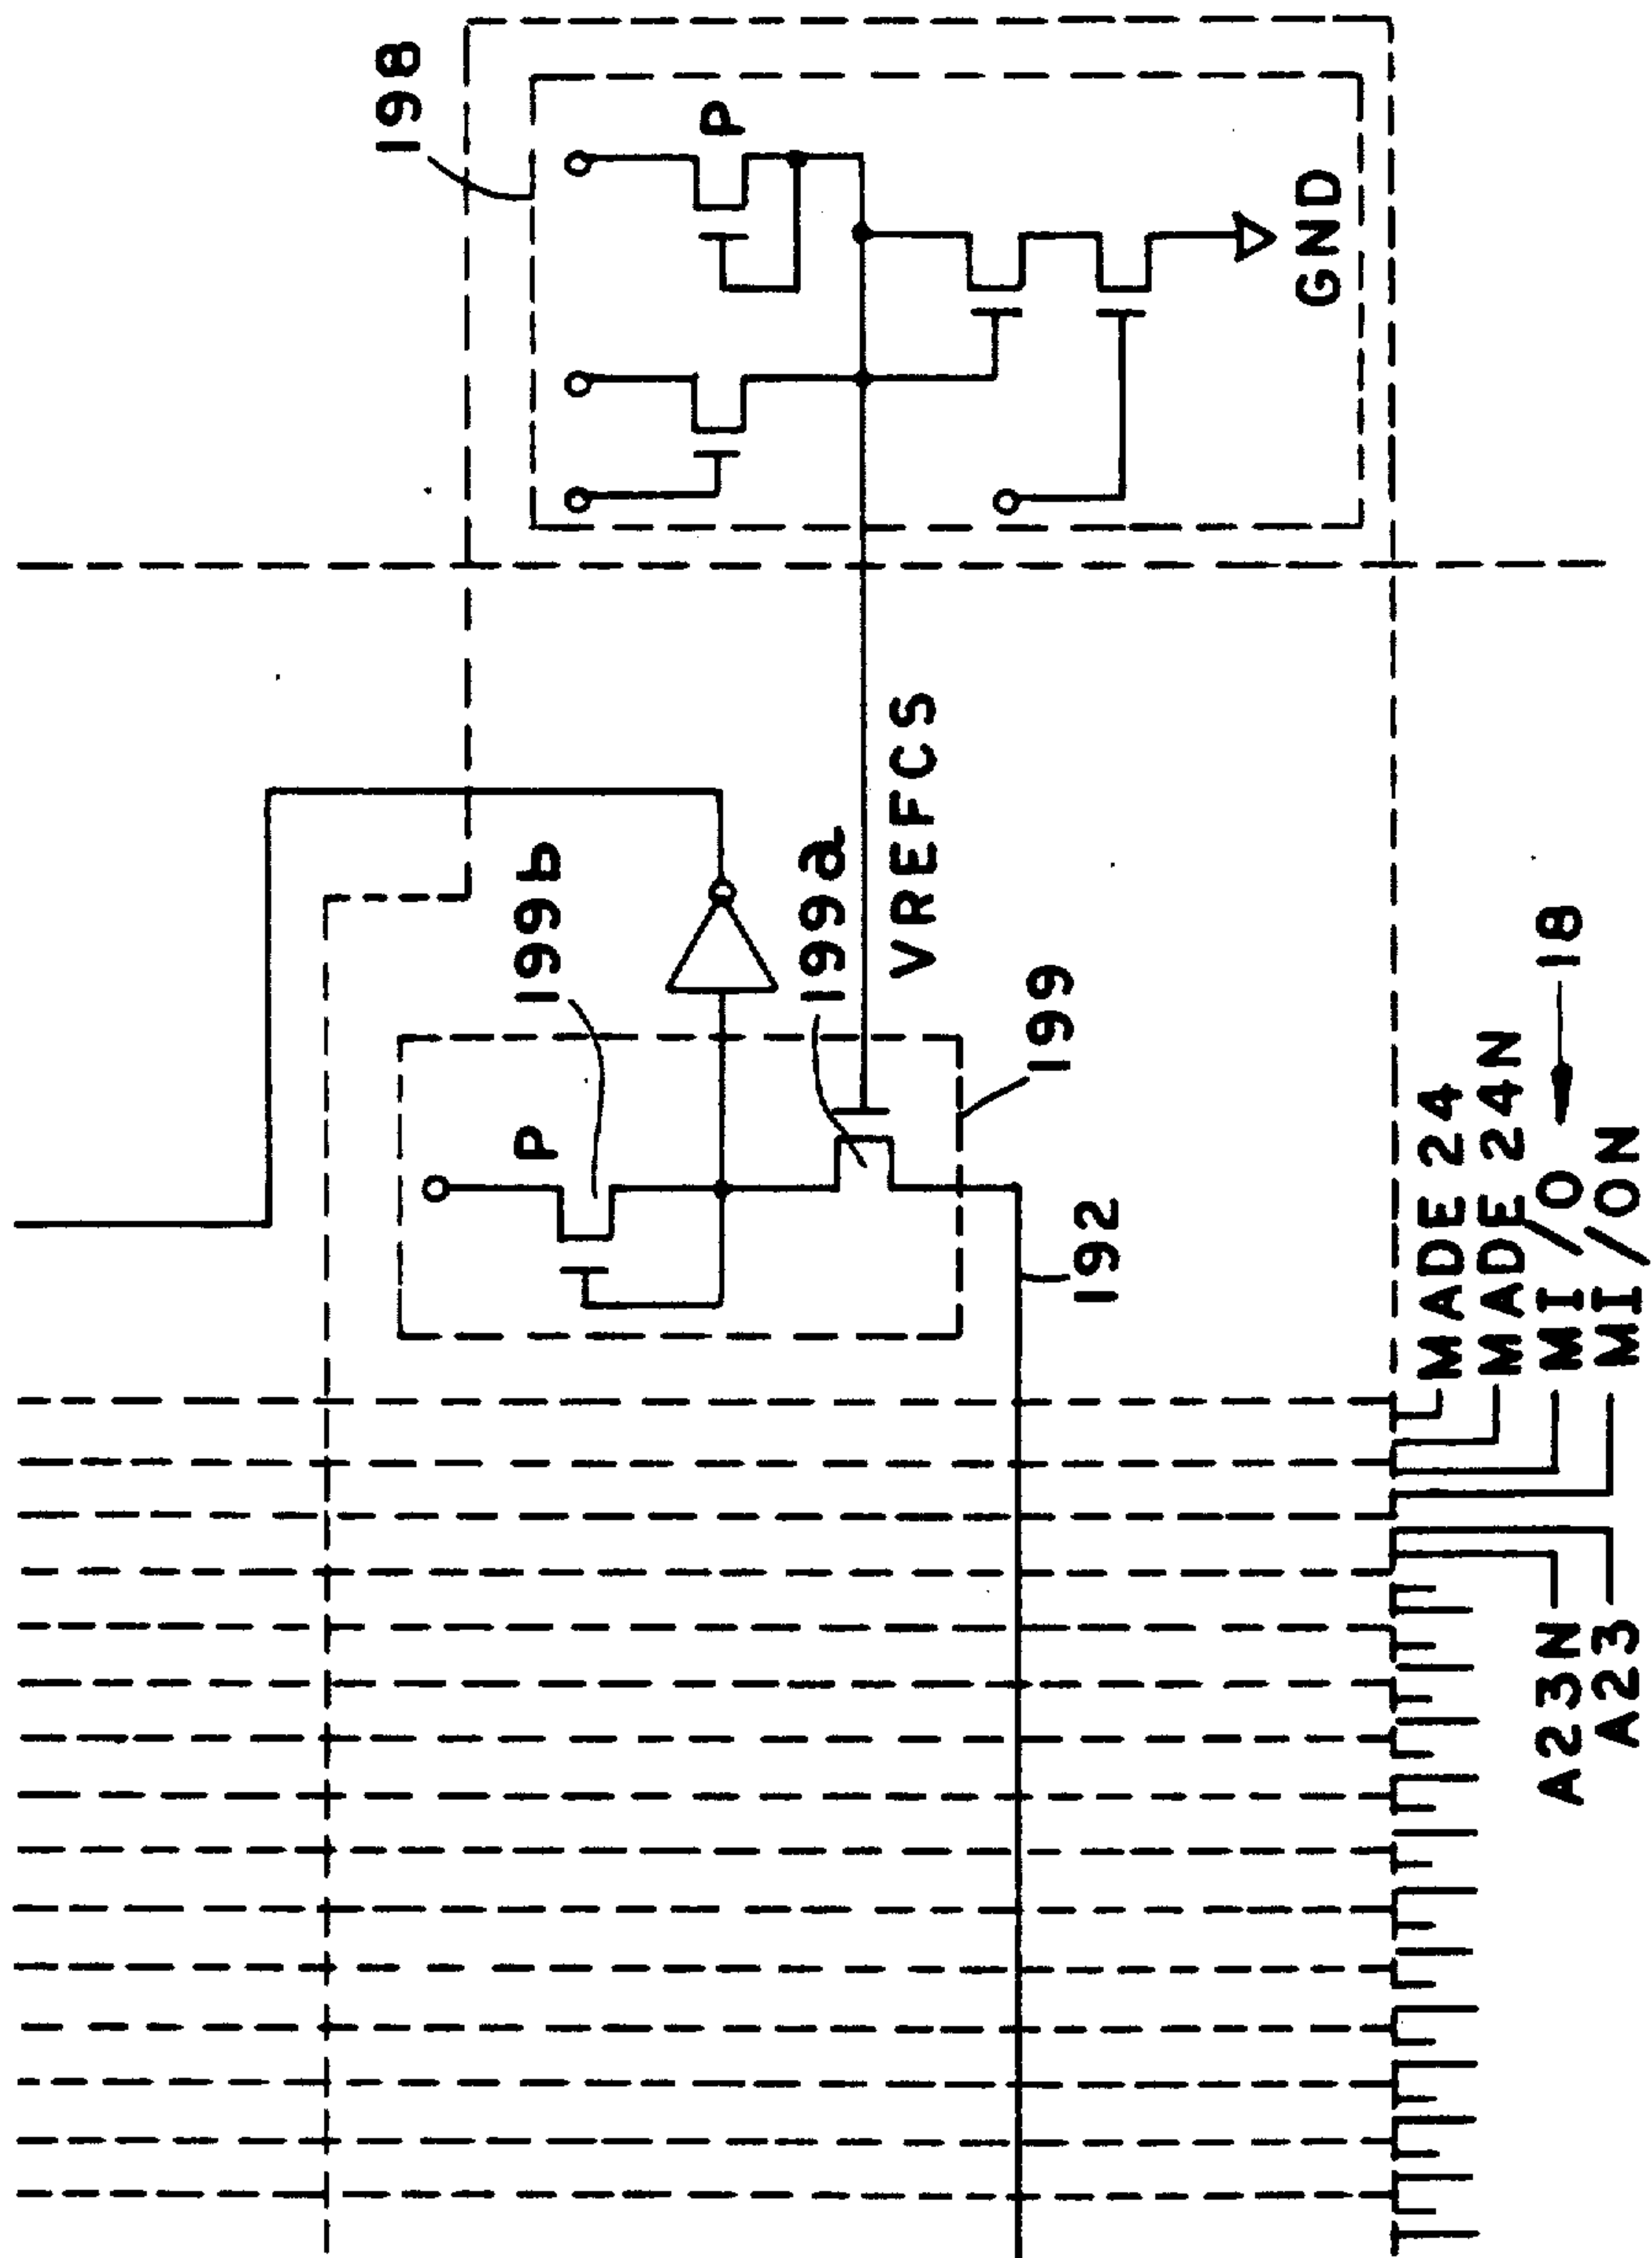 198
P
GND
VREFCS
199b
199a
P
199
192
18
MADE 24
MADE 24N
MI/O
MI/ON
A23N
A23